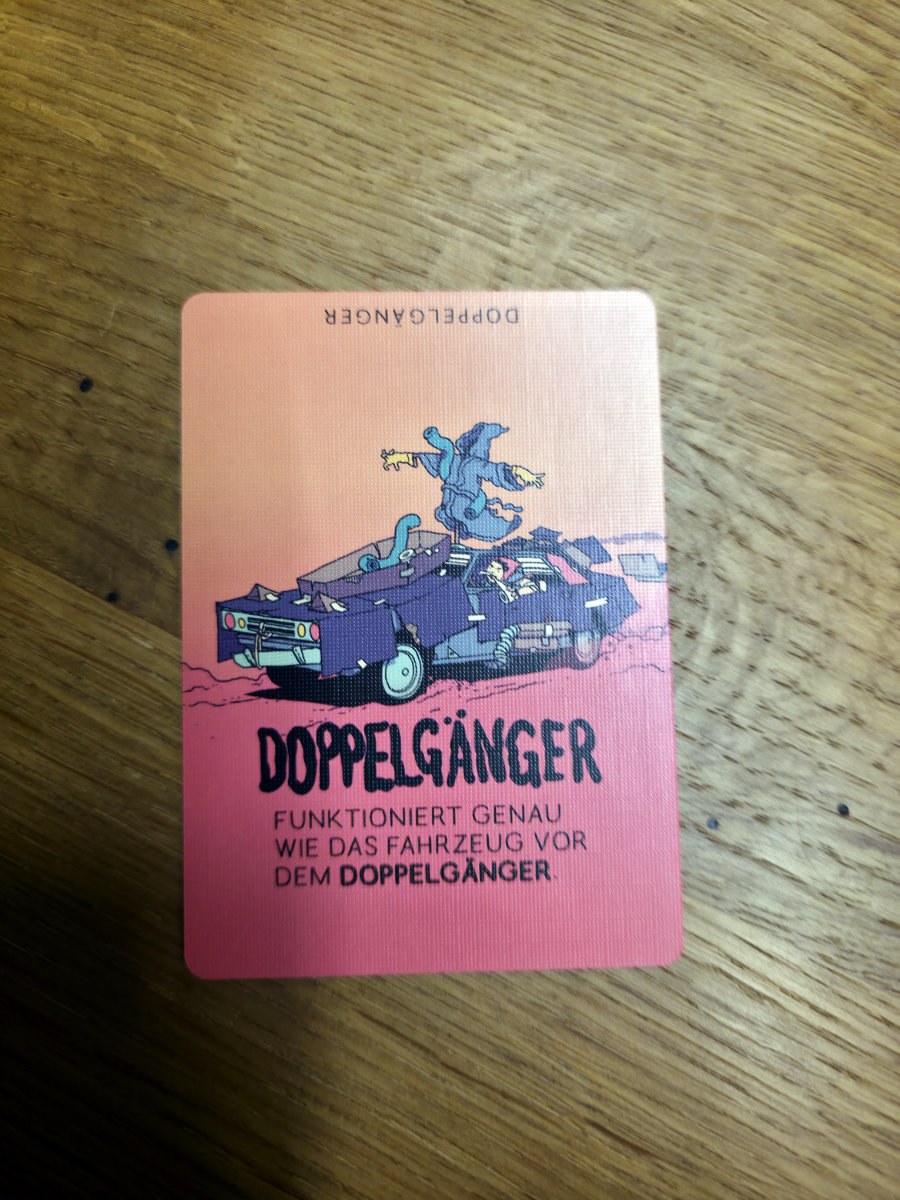 DOPPELGÄNGER
DOPPELGÄNGER
FUNKTIONIERT GENAU
WIE DAS FAHRZEUG VOR
DEM DOPPELGÄNGER.